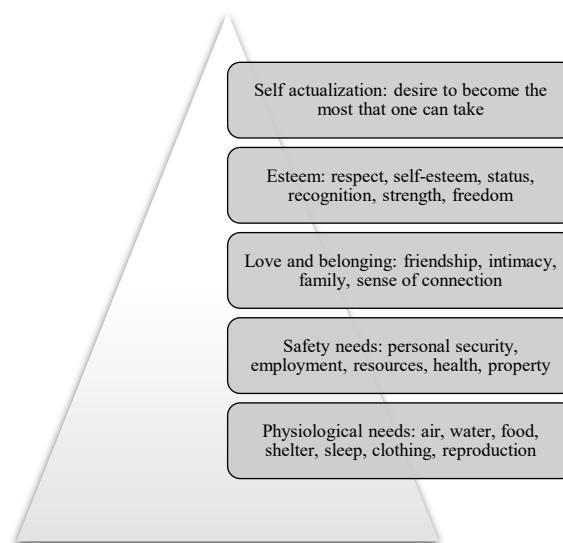 Self actualization: desire to become the
most that one can take
Esteem: respect, self-esteem, status,
recognition, strength, freedom
Love and belonging: friendship, intimacy,
family, sense of connection
Safety needs: personal security,
employment, resources, health, property
Physiological needs: air, water, food,
shelter, sleep, clothing, reproduction